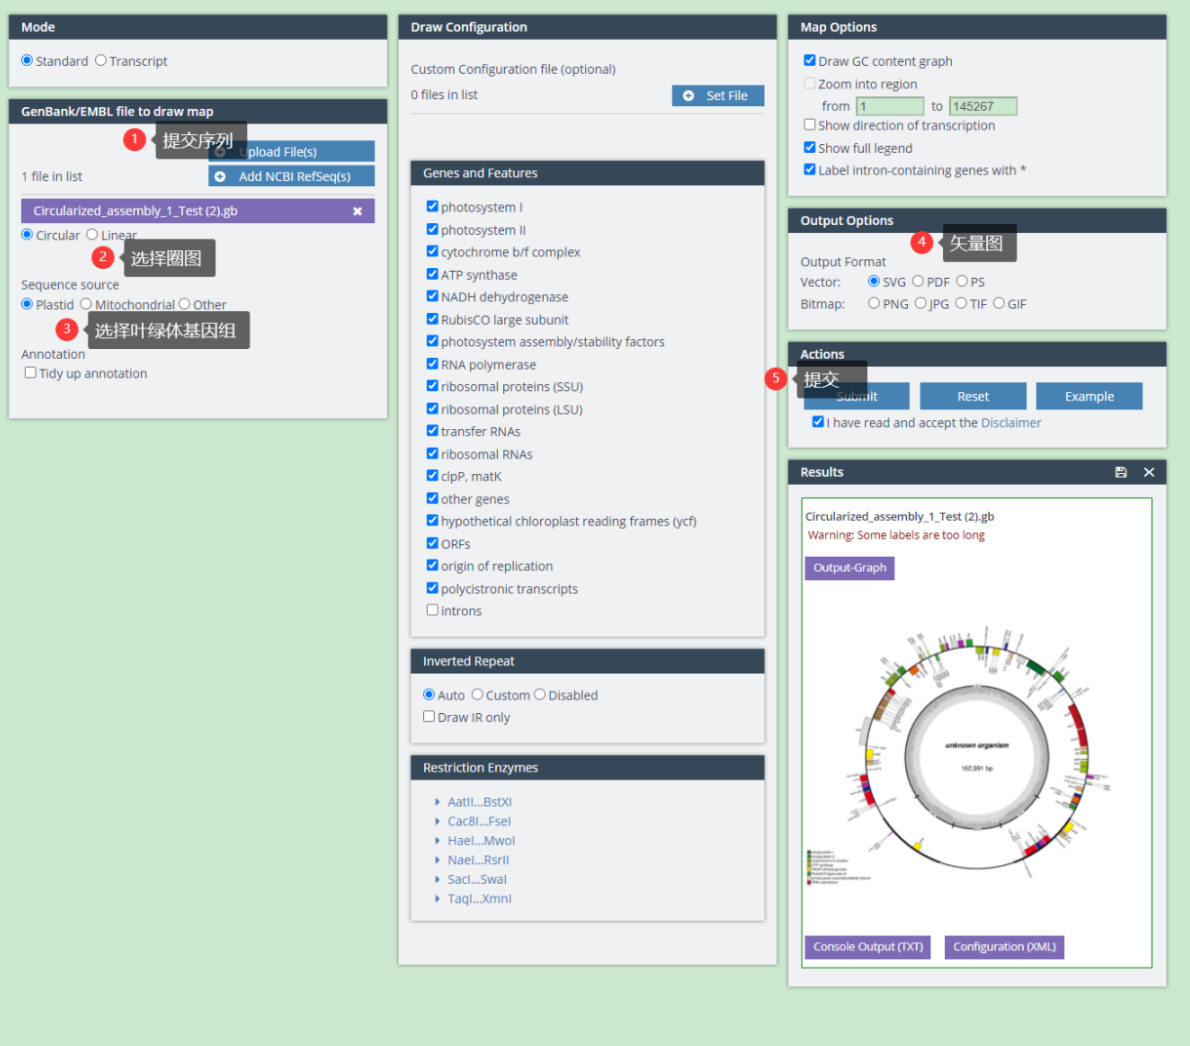 Mode
Standard
Transcript
GenBank/EMBL file to draw map
1 提交序列
Upload File(s)
1 file in list
Add NCBI RefSeq(s)
Circularized_assembly_1_Test (2).gb
Circular
Linear
2 选择圈图
Sequence source
Plastid
Mitochondrial
Other
3 选择叶绿体基因组
Annotation
Tidy up annotation
Draw Configuration
Custom Configuration file (optional)
0 files in list
Set File
Genes and Features
photosystem I
photosystem II
cytochrome b/f complex
ATP synthase
NADH dehydrogenase
RubisCO large subunit
photosystem assembly/stability factors
RNA polymerase
ribosomal proteins (SSU)
ribosomal proteins (LSU)
transfer RNAs
ribosomal RNAs
clpP, matK
other genes
hypothetical chloroplast reading frames (ycf)
ORFs
origin of replication
polycistronic transcripts
introns
Inverted Repeat
Auto
Custom
Disabled
Draw IR only
Restriction Enzymes
AatII...BstXI
Cac8I...FseI
HaeI...MwoI
NaeI...RsrII
SacI...SwaI
TaqI...XmnI
Map Options
Draw GC content graph
Zoom into region
from 1 to 145267
Show direction of transcription
Show full legend
Label intron-containing genes with *
Output Options
4 矢量图
Output Format
Vector: SVG PDF PS
Bitmap: PNG JPG TIF GIF
Actions
5 提交
Submit
Reset
Example
I have read and accept the Disclaimer
Results
Circularized_assembly_1_Test (2).gb
Warning: Some labels are too long
Output-Graph
unknown organism
162,991 bp
Console Output (TXT)
Configuration (XML)